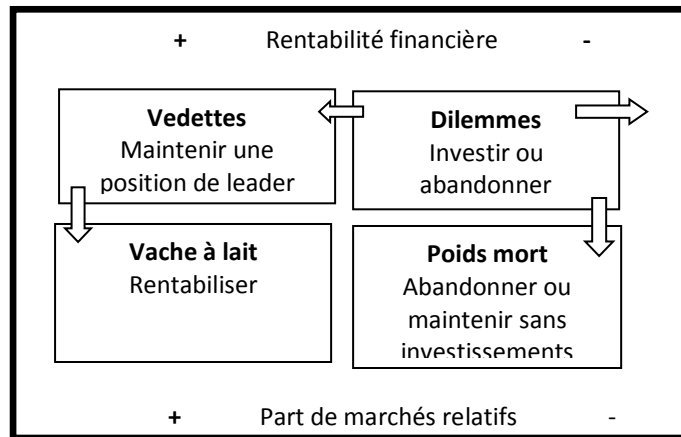 + Rentabilité financière -
Vedettes
Maintenir une
position de leader
Dilemmes
Investir ou
abandonner
Vache à lait
Rentabiliser
Poids mort
Abandonner ou
maintenir sans
investissements
+ Part de marchés relatifs -